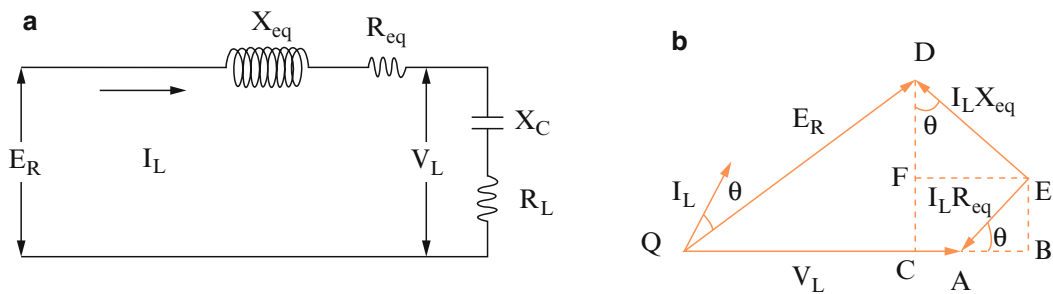 a
X_eq
R_eq
E_R
I_L
V_L
X_C
R_L
b
D
E_R
I_L X_eq
θ
I_L
θ
F
E
I_L R_eq
Q
θ
B
V_L
C
A